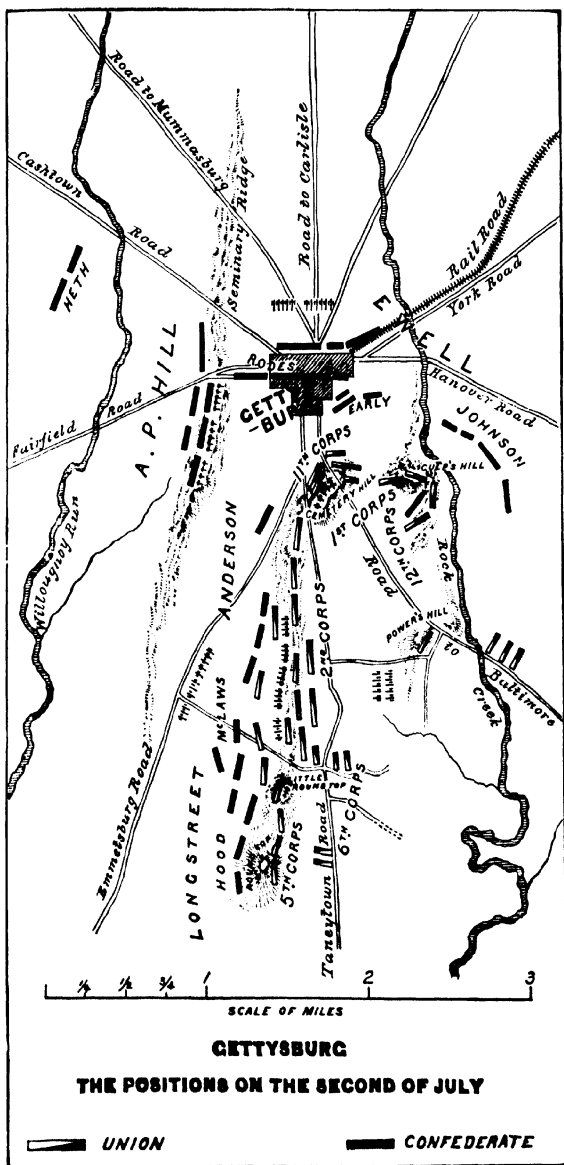 Road to Mummasburg
Road to Carlisle
Cashtown
Road
Seminary Ridge
Rail Road
York Road
HETH
EWELL
A. P. HILL
RODES
GETT
-BURG
EARLY
Hanover Road
JOHNSON
Fairfield
Road
11TH CORPS
CEMETERY HILL
CULP'S HILL
1ST CORPS
12TH CORPS
Rock
Creek
Willoughby Run
ANDERSON
2ND CORPS
Road
POWER'S HILL
Baltimore
McLAWS
LITTLE
ROUND TOP
LONGSTREET
HOOD
ROUND TOP
5TH CORPS
6TH CORPS
Emmetsburg Road
Taneytown Road
1/4 1/2 3/4 1 2 3
SCALE OF MILES
GETTYSBURG
THE POSITIONS ON THE SECOND OF JULY
UNION
CONFEDERATE